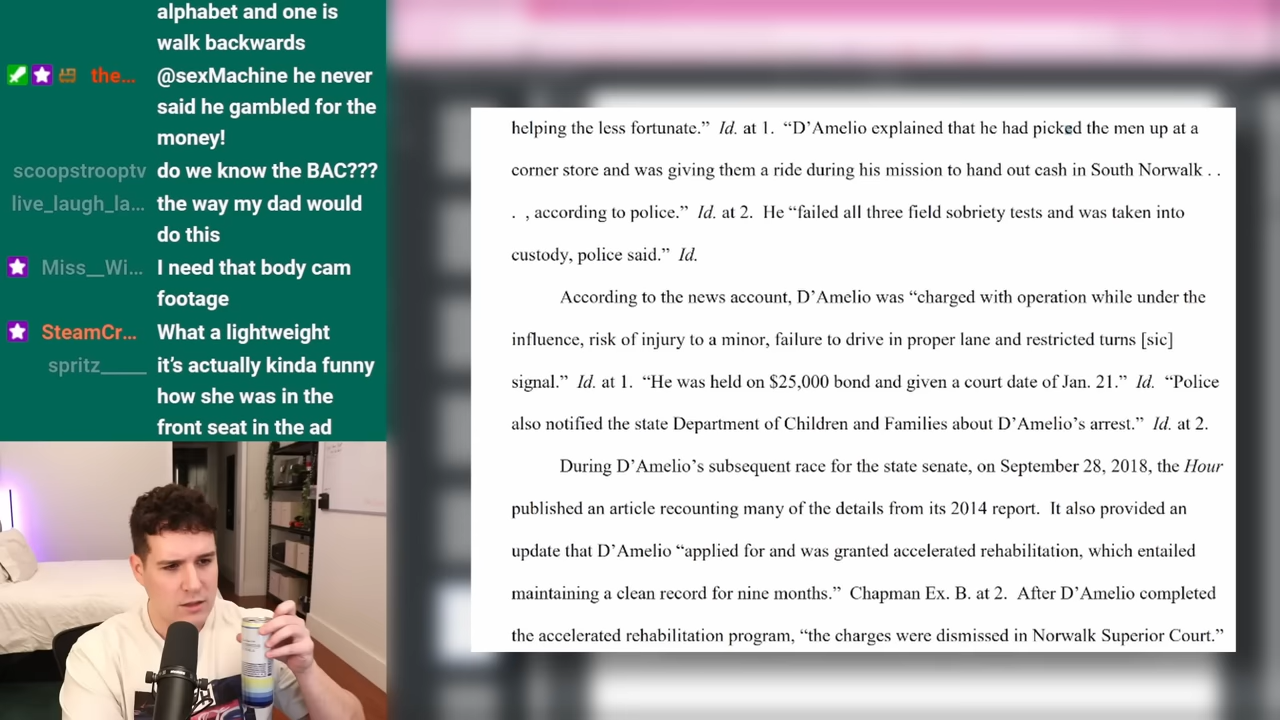 alphabet and one is
walk backwards
the... @sexMachine he never
said he gambled for the
money!
scoopstrooptv do we know the BAC???
live_laugh_la... the way my dad would
do this
Miss__Wi... I need that body cam
footage
SteamCr... What a lightweight
spritz_____ it’s actually kinda funny
how she was in the
front seat in the ad
helping the less fortunate.” Id. at 1. “D’Amelio explained that he had picked the men up at a
corner store and was giving them a ride during his mission to hand out cash in South Norwalk . .
. , according to police.” Id. at 2. He “failed all three field sobriety tests and was taken into
custody, police said.” Id.
According to the news account, D’Amelio was “charged with operation while under the
influence, risk of injury to a minor, failure to drive in proper lane and restricted turns [sic]
signal.” Id. at 1. “He was held on $25,000 bond and given a court date of Jan. 21.” Id. “Police
also notified the state Department of Children and Families about D’Amelio’s arrest.” Id. at 2.
During D’Amelio’s subsequent race for the state senate, on September 28, 2018, the Hour
published an article recounting many of the details from its 2014 report. It also provided an
update that D’Amelio “applied for and was granted accelerated rehabilitation, which entailed
maintaining a clean record for nine months.” Chapman Ex. B. at 2. After D’Amelio completed
the accelerated rehabilitation program, “the charges were dismissed in Norwalk Superior Court.”